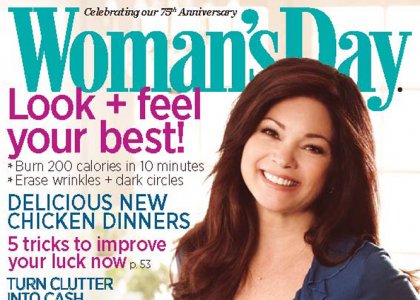 Celebrating our 75th Anniversary
Woman's Day
Look + feel
your best!
* Burn 200 calories in 10 minutes
* Erase wrinkles + dark circles
DELICIOUS NEW
CHICKEN DINNERS
5 tricks to improve
your luck now p. 53
TURN CLUTTER
INTO CASH